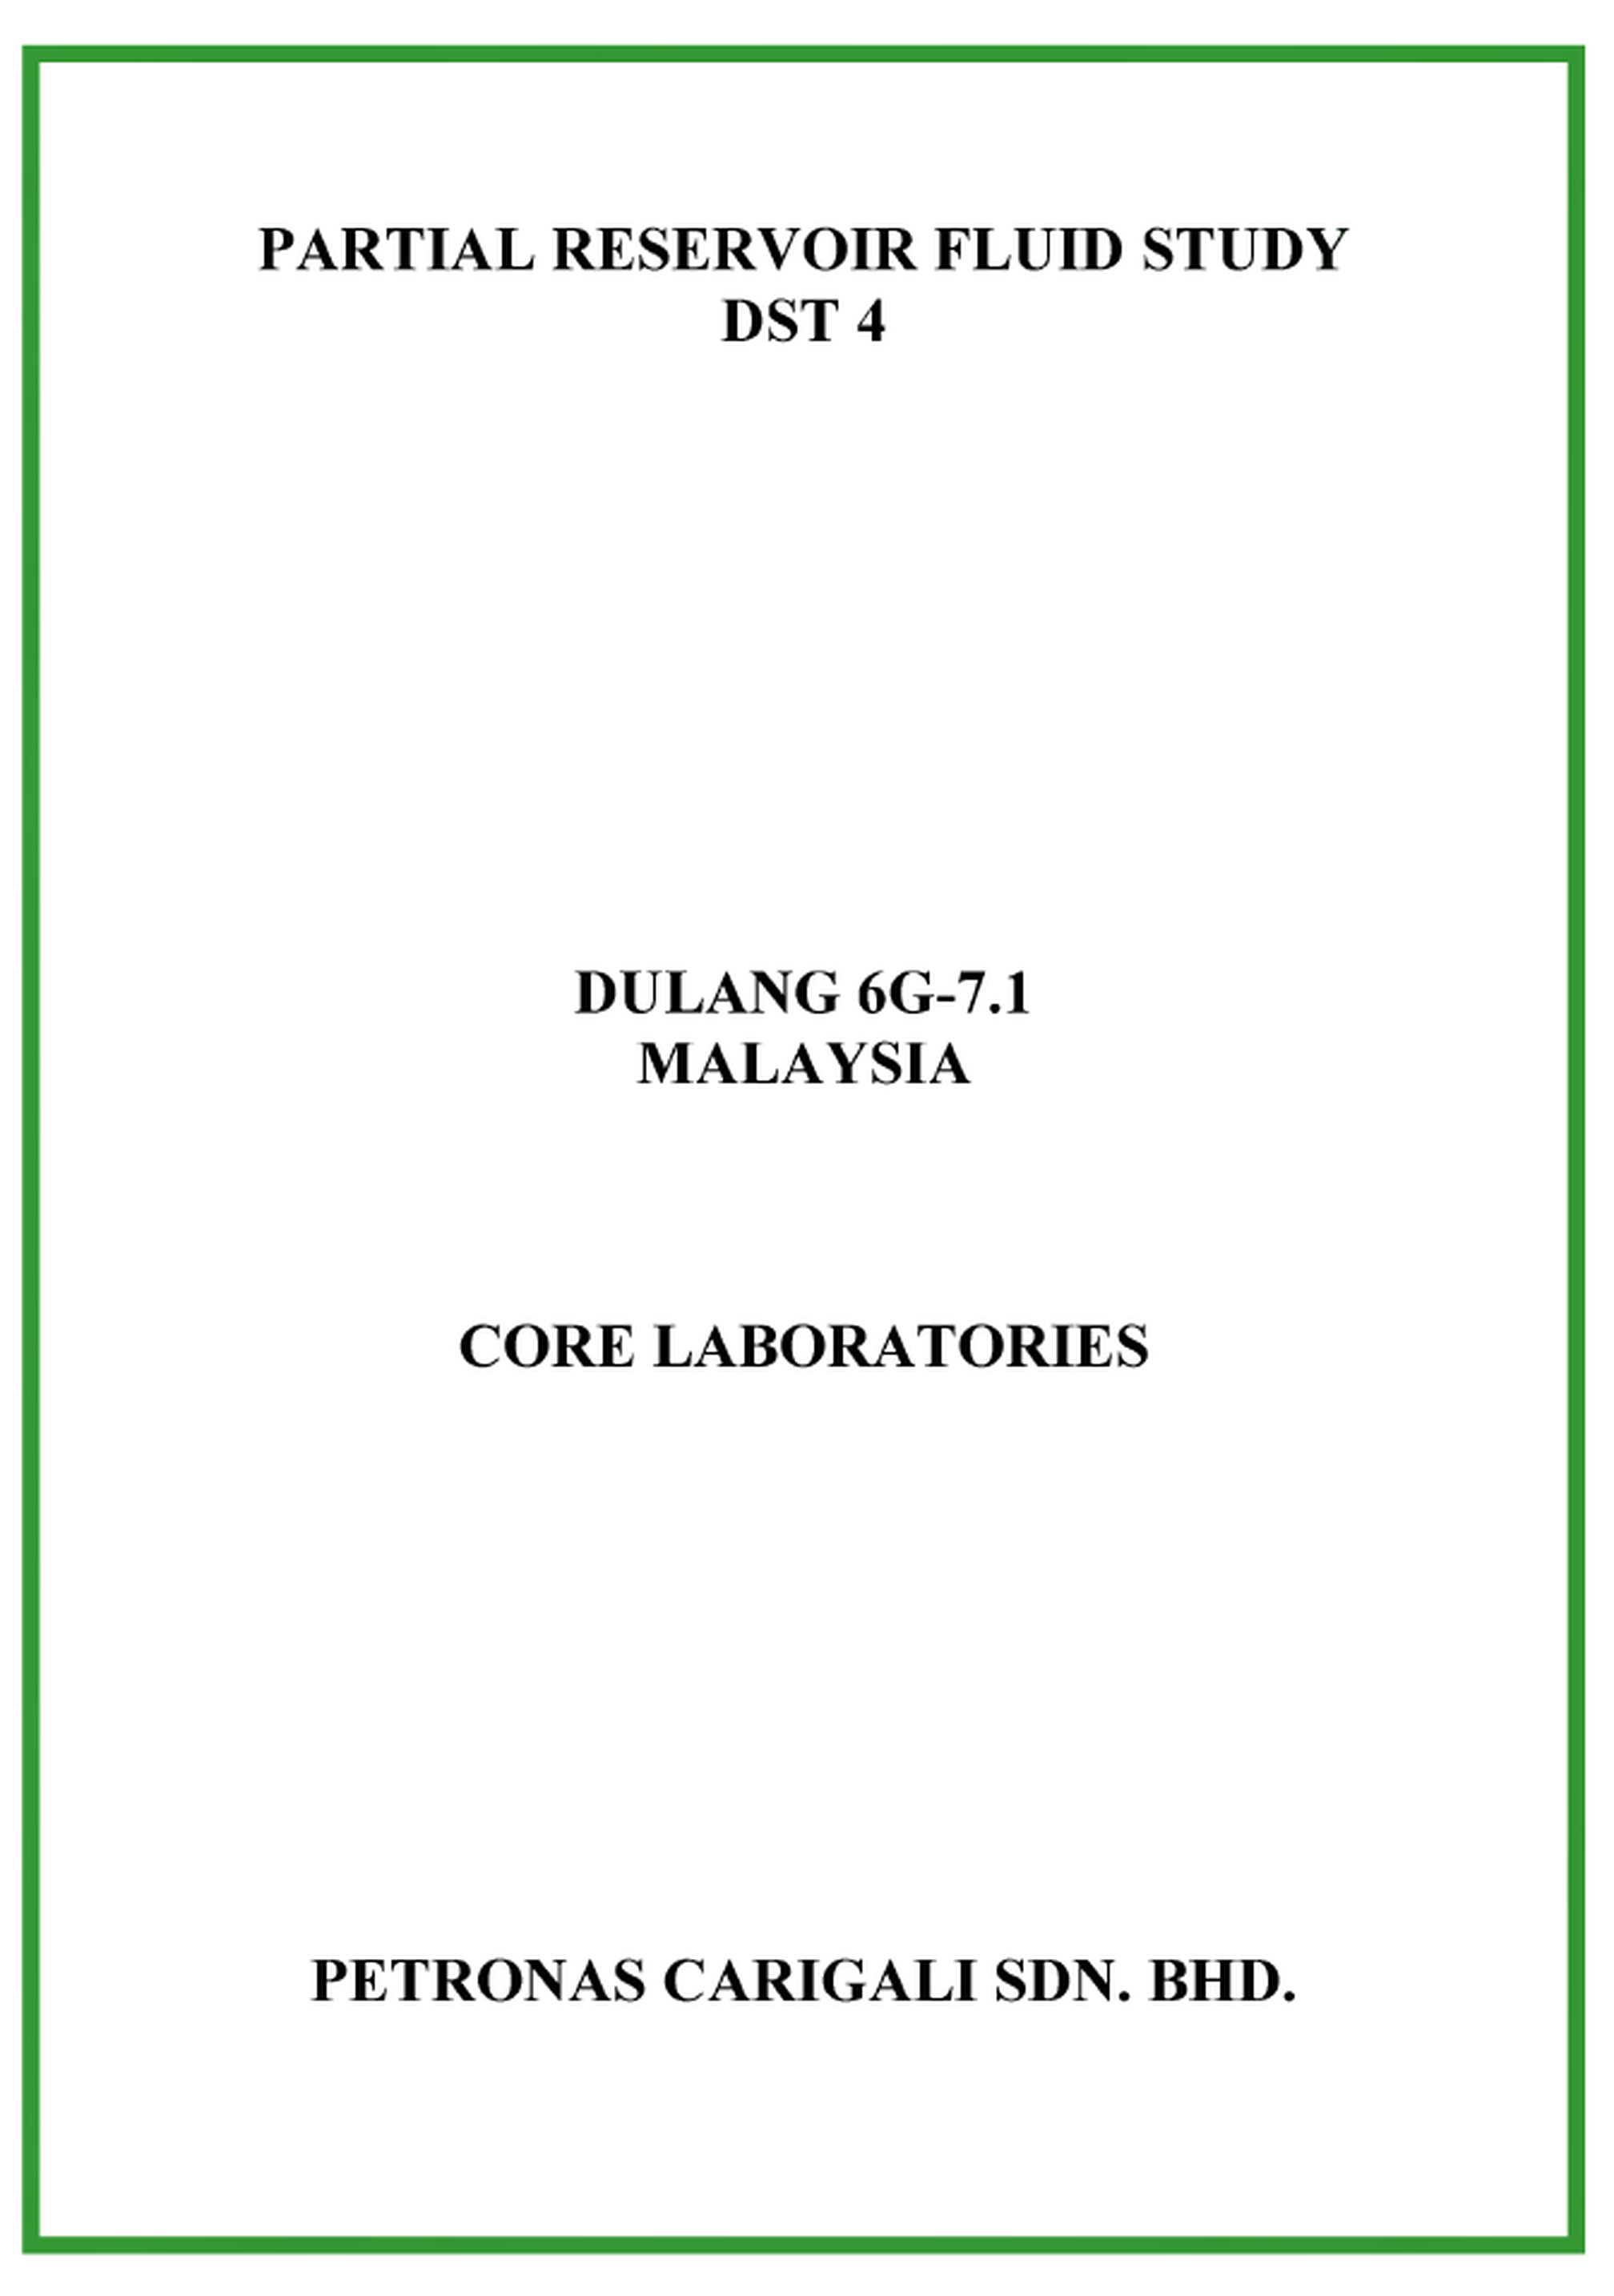 PARTIAL RESERVOIR FLUID STUDY
DST 4
DULANG 6G-7.1
MALAYSIA
CORE LABORATORIES
PETRONAS CARIGALI SDN. BHD.